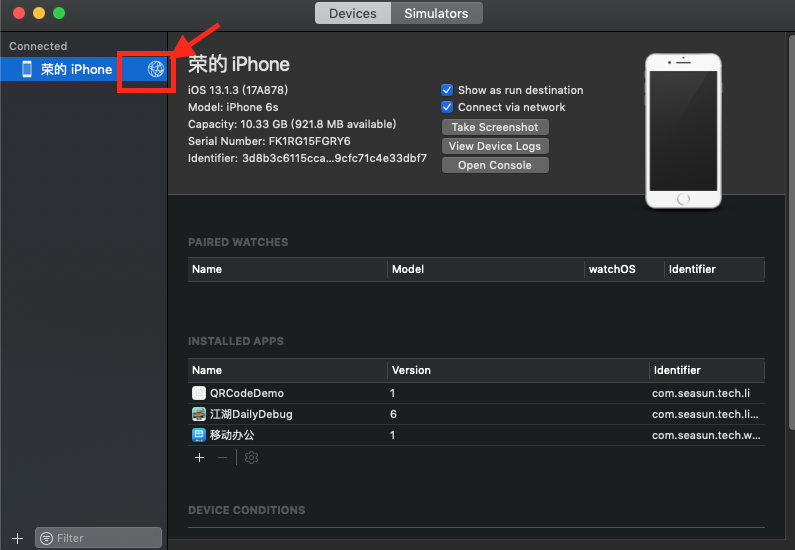 Devices
Simulators
Connected
荣的 iPhone
荣的 iPhone
iOS 13.1.3 (17A878)
Model: iPhone 6s
Capacity: 10.33 GB (921.8 MB available)
Serial Number: FK1RG15FGRY6
Identifier: 3d8b3c6115cca...9cfc71c4e33dbf7
Show as run destination
Connect via network
Take Screenshot
View Device Logs
Open Console
PAIRED WATCHES
Name Model watchOS Identifier
INSTALLED APPS
Name Version Identifier
QRCodeDemo 1 com.seasun.tech.li
江湖DailyDebug 6 com.seasun.tech.li...
移动办公 1 com.seasun.tech.w...
DEVICE CONDITIONS
Filter